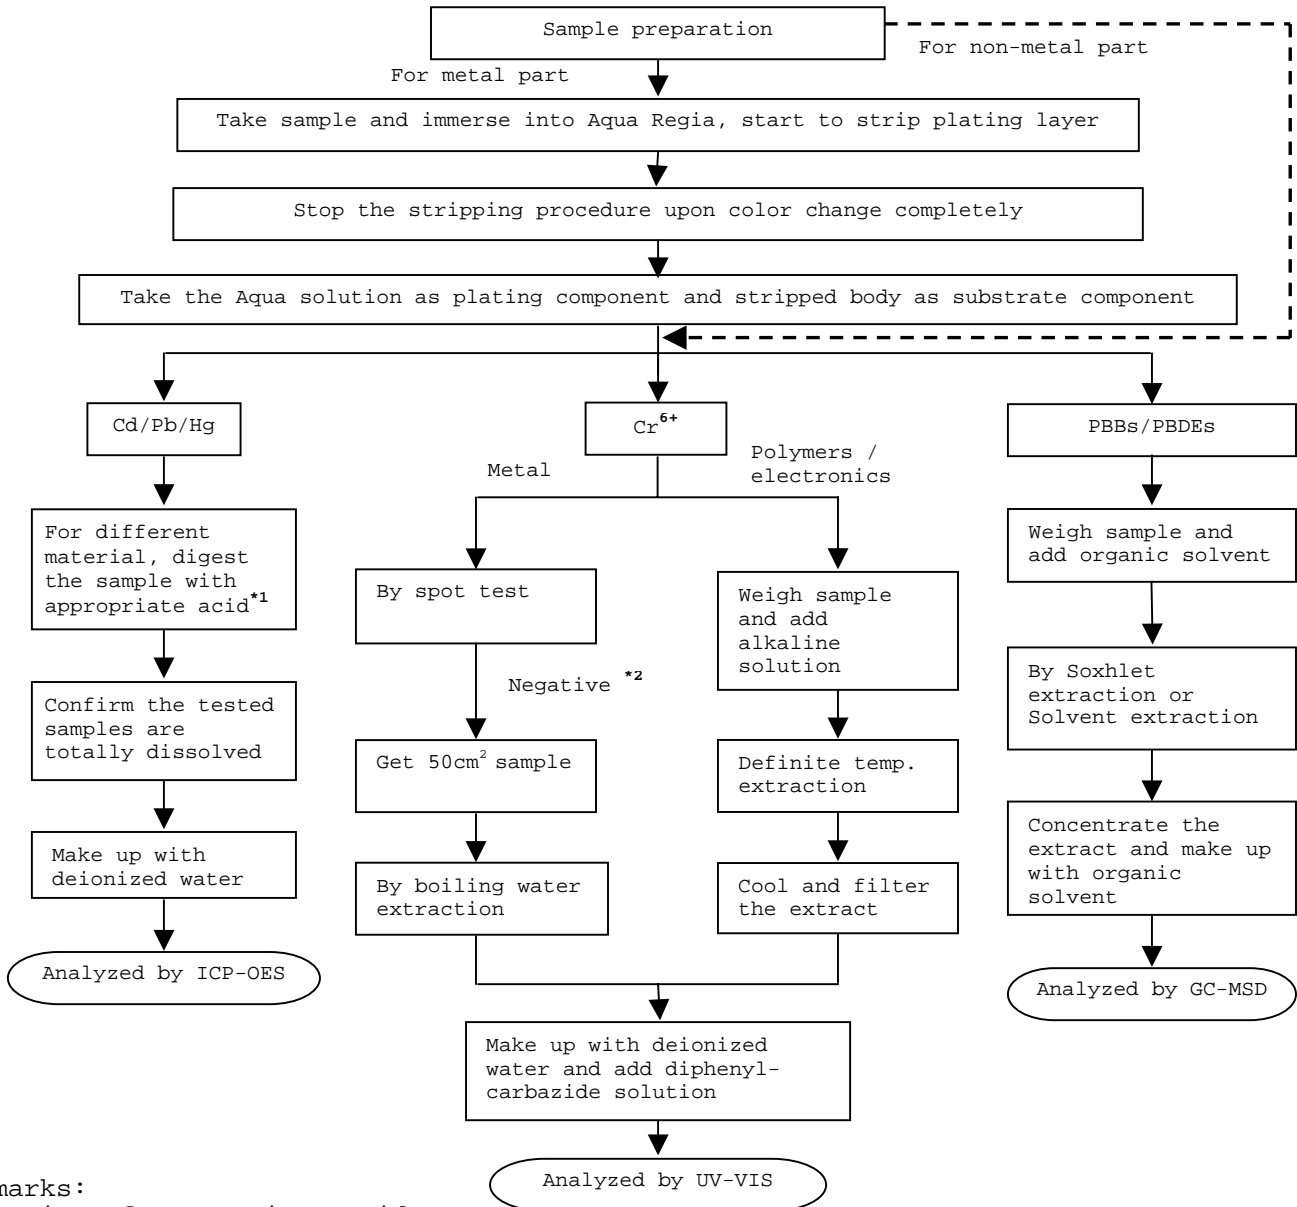 Sample preparation
For non-metal part
For metal part
Take sample and immerse into Aqua Regia, start to strip plating layer
Stop the stripping procedure upon color change completely
Take the Aqua solution as plating component and stripped body as substrate component
Cd/Pb/Hg
For different
material, digest
the sample with
appropriate acid*1
Confirm the tested
samples are
totally dissolved
Make up with
deionized water
Analyzed by ICP-OES
Cr6+
Metal
By spot test
Negative *2
Get 50cm2 sample
By boiling water
extraction
Polymers /
electronics
Weigh sample
and add
alkaline
solution
Definite temp.
extraction
Cool and filter
the extract
Make up with deionized
water and add diphenyl-
carbazide solution
Analyzed by UV-VIS
PBBs/PBDEs
Weigh sample and
add organic solvent
By Soxhlet
extraction or
Solvent extraction
Concentrate the
extract and make up
with organic
solvent
Analyzed by GC-MSD
marks: